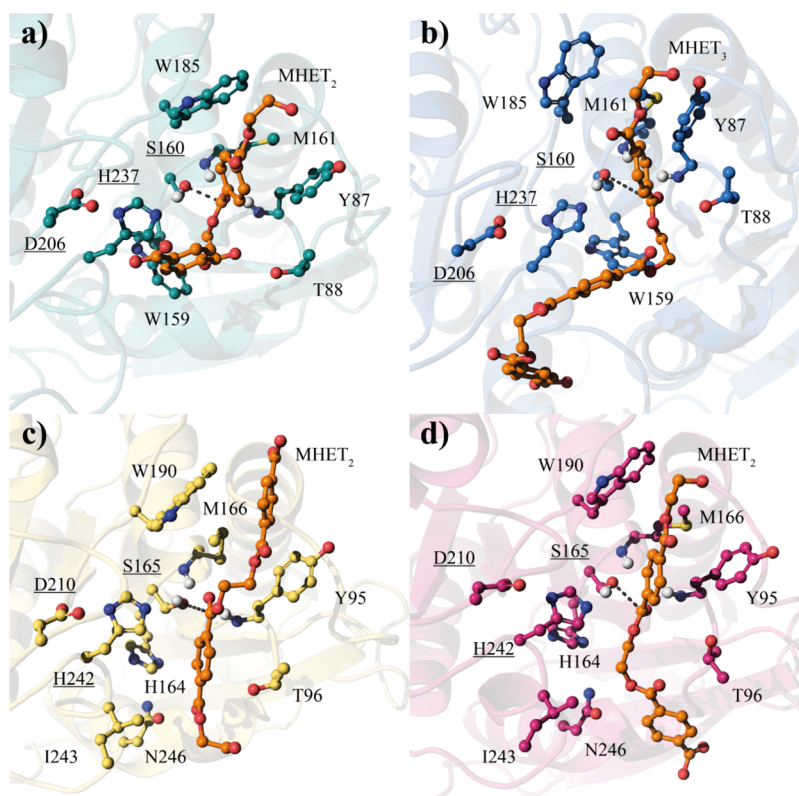 a)
W185
MHET2
S160
M161
H237
Y87
D206
W159
T88
b)
MHET3
W185
M161
Y87
S160
H237
T88
D206
W159
c)
MHET2
W190
M166
S165
D210
Y95
H242
H164
T96
I243
N246
d)
MHET2
W190
M166
S165
D210
Y95
H242
H164
T96
I243
N246